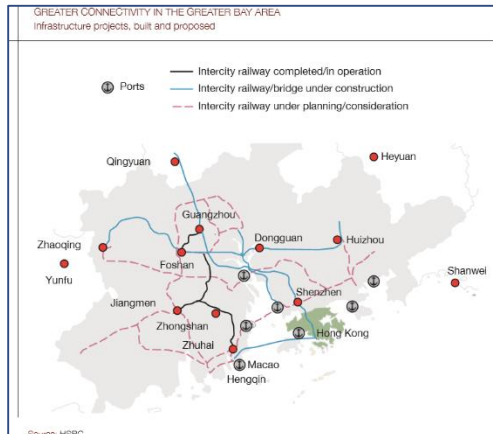 GREATER CONNECTIVITY IN THE GREATER BAY AREA
Infrastructure projects, built and proposed
Ports
Intercity railway completed/in operation
Intercity railway/bridge under construction
Intercity railway under planning/consideration
Qingyuan
Heyuan
Guangzhou
Zhaoqing
Dongguan
Huizhou
Foshan
Yunfu
Shanwei
Jiangmen
Shenzhen
Zhongshan
Hong Kong
Zhuhai
Macao
Hengqin
Source: HSBC